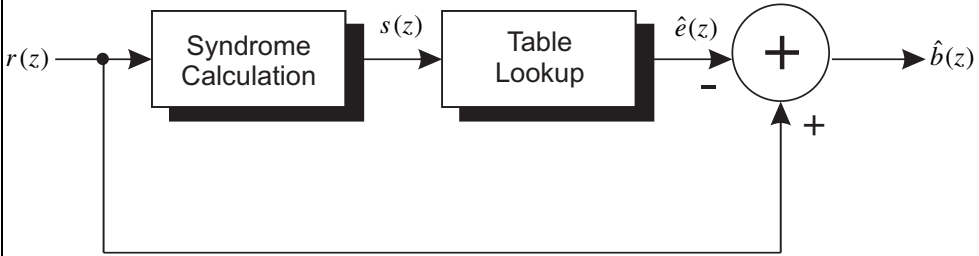 r(z)
Syndrome
Calculation
s(z)
Table
Lookup
ê(z)
-
+
+
b̂(z)